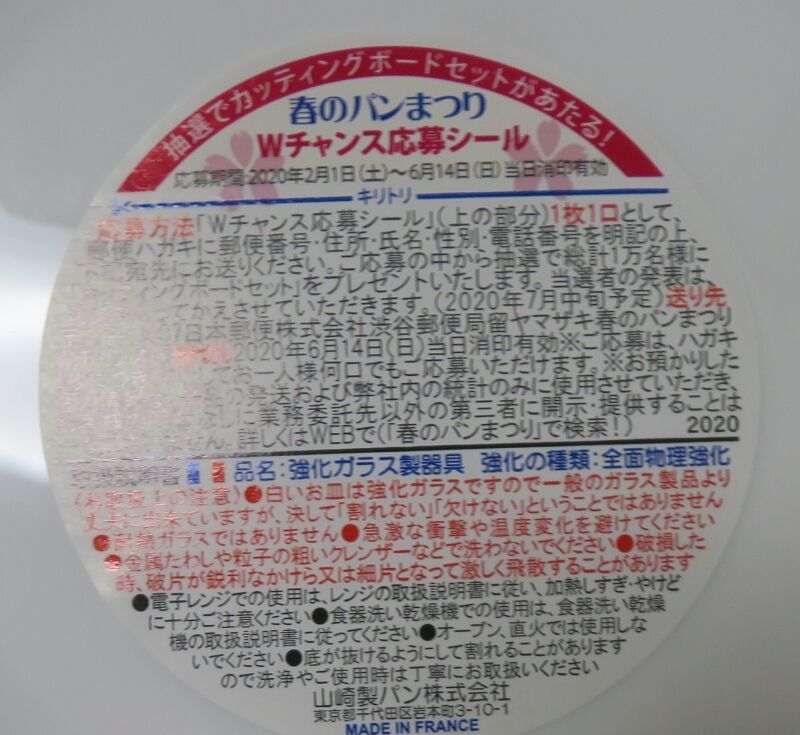 抽選でカッティングボードセットがあたる!
春のパンまつり
Wチャンス応募シール
応募期間:2020年2月1日(土)~6月14日(日)当日消印有効
キリトリ
応募方法「Wチャンス応募シール」(上の部分)1枚1口として、
郵便ハガキに郵便番号・住所・氏名・性別・電話番号を明記の上、
下記宛先にお送りください。ご応募の中から抽選で総計1万名様に
ィングボードセット」をプレゼントいたします。当選者の発表は、
てかえさせていただきます。(2020年7月中旬予定)送り先
日本郵便株式会社渋谷郵便局留ヤマザキ春のパンまつり
締切り2020年6月14日(日)当日消印有効※ご応募は、ハガキ
お一人様何口でもご応募いただけます。※お預かりした
の発送および弊社内の統計のみに使用させていただき、
なしに業務委託先以外の第三者に開示・提供することは
ん。詳しくはWEBで(「春のパンまつり」で検索!) 2020
取扱説明書 品名:強化ガラス製器具 強化の種類:全面物理強化
(お取扱上の注意)●白いお皿は強化ガラスですので一般のガラス製品より
丈夫に出来ていますが、決して「割れない」「欠けない」ということではありません
●耐熱ガラスではありません●急激な衝撃や温度変化を避けてください
●金属たわしや粒子の粗いクレンザーなどで洗わないでください●破損した
時、破片が鋭利なかけら又は細片となって激しく飛散することがあります
●電子レンジでの使用は、レンジの取扱説明書に従い、加熱しすぎ・やけど
に十分ご注意ください●食器洗い乾燥機での使用は、食器洗い乾燥
機の取扱説明書に従ってください●オーブン、直火では使用しな
いでください●底が抜けるようにして割れることがあります
ので洗浄やご使用時は丁寧にお取扱いください
山崎製パン株式会社
東京都千代田区岩本町3-10-1
MADE IN FRANCE